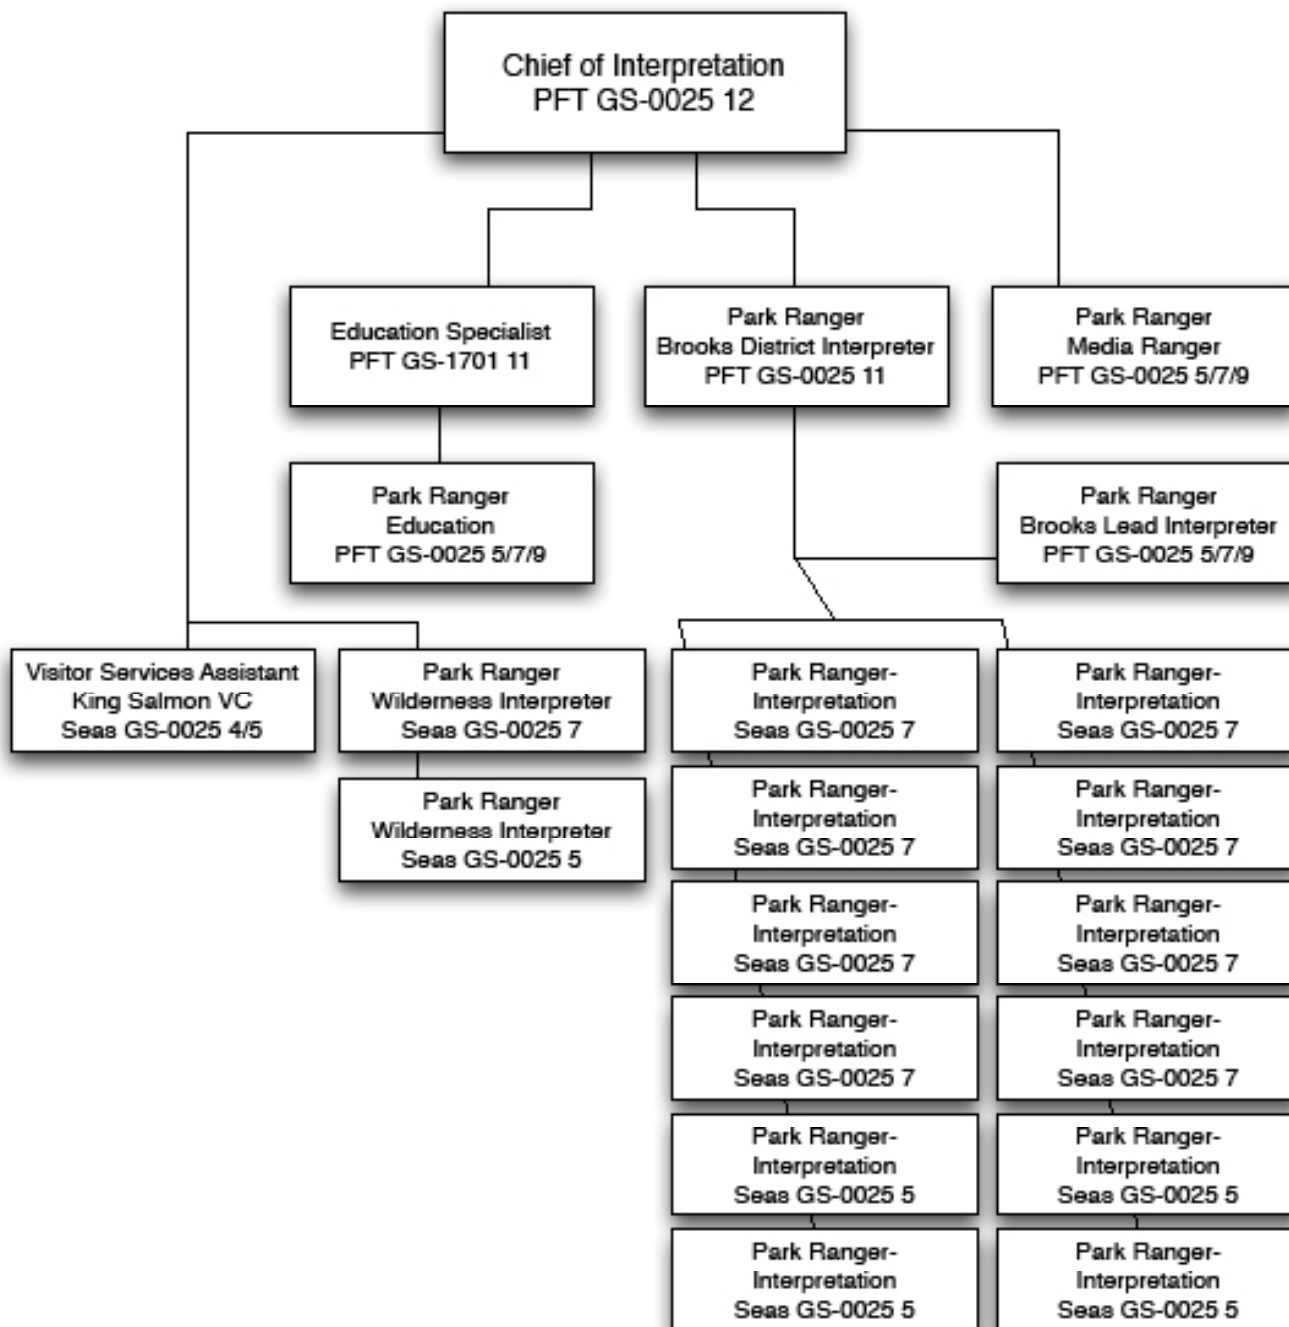 Chief of Interpretation
PFT GS-0025 12
Education Specialist
PFT GS-1701 11
Park Ranger
Brooks District Interpreter
PFT GS-0025 11
Park Ranger
Media Ranger
PFT GS-0025 5/7/9
Park Ranger
Education
PFT GS-0025 5/7/9
Park Ranger
Brooks Lead Interpreter
PFT GS-0025 5/7/9
Visitor Services Assistant
King Salmon VC
Seas GS-0025 4/5
Park Ranger
Wilderness Interpreter
Seas GS-0025 7
Park Ranger
Wilderness Interpreter
Seas GS-0025 5
Park Ranger-
Interpretation
Seas GS-0025 7
Park Ranger-
Interpretation
Seas GS-0025 7
Park Ranger-
Interpretation
Seas GS-0025 7
Park Ranger-
Interpretation
Seas GS-0025 7
Park Ranger-
Interpretation
Seas GS-0025 7
Park Ranger-
Interpretation
Seas GS-0025 7
Park Ranger-
Interpretation
Seas GS-0025 7
Park Ranger-
Interpretation
Seas GS-0025 7
Park Ranger-
Interpretation
Seas GS-0025 5
Park Ranger-
Interpretation
Seas GS-0025 5
Park Ranger-
Interpretation
Seas GS-0025 5
Park Ranger-
Interpretation
Seas GS-0025 5